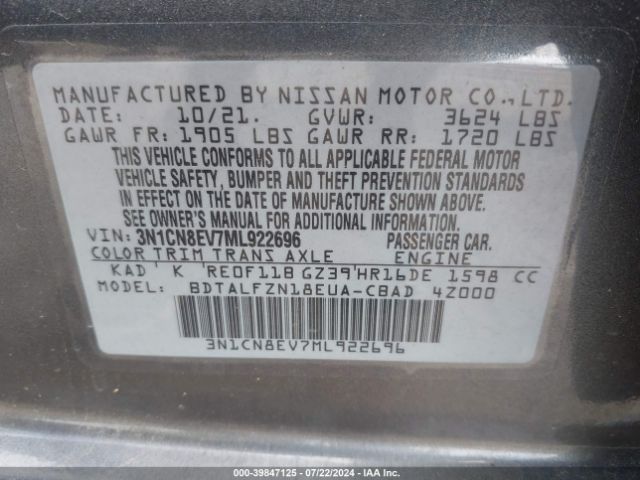 MANUFACTURED BY NISSAN MOTOR CO.,LTD.
DATE: 10/21. GVWR: 3624 LBS
GAWR FR: 1905 LBS GAWR RR: 1720 LBS
THIS VEHICLE CONFORMS TO ALL APPLICABLE FEDERAL MOTOR
VEHICLE SAFETY, BUMPER AND THEFT PREVENTION STANDARDS
IN EFFECT ON THE DATE OF MANUFACTURE SHOWN ABOVE.
SEE OWNER'S MANUAL FOR ADDITIONAL INFORMATION.
VIN: 3N1CN8EV7ML922696 PASSENGER CAR.
COLOR TRIM TRANS AXLE ENGINE
KAD K RE0F11B GZ39 HR16DE 1598 CC
MODEL: BDTALFZN18EUA-CBAD 4Z000
3N1CN8EV7ML922696
000-39847125 - 07/22/2024 - IAA Inc.